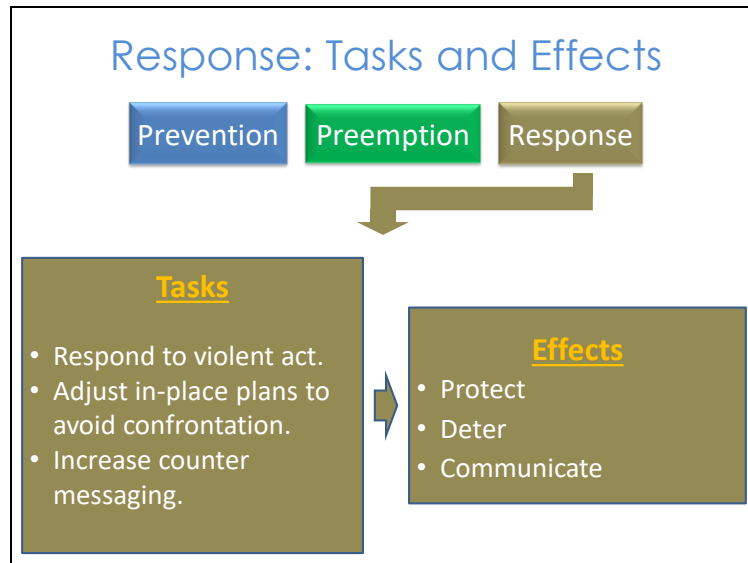 Response: Tasks and Effects
Prevention
Preemption
Response
Tasks
• Respond to violent act.
• Adjust in-place plans to
avoid confrontation.
• Increase counter
messaging.
Effects
• Protect
• Deter
• Communicate